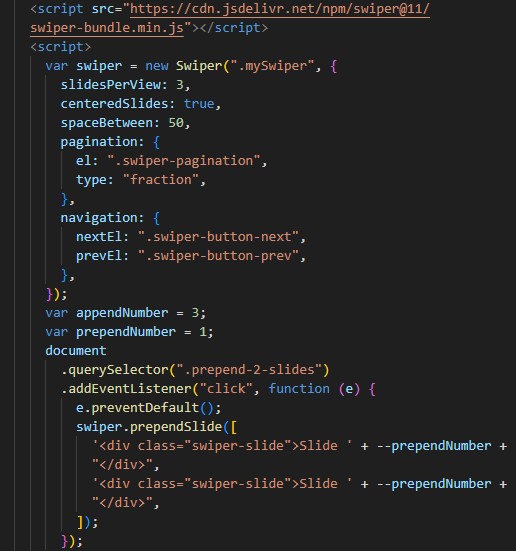 <script src="https://cdn.jsdelivr.net/npm/swiper@11/
swiper-bundle.min.js"></script>
<script>
var swiper = new Swiper(".mySwiper", {
slidesPerView: 3,
centeredSlides: true,
spaceBetween: 50,
pagination: {
el: ".swiper-pagination",
type: "fraction",
},
navigation: {
nextEl: ".swiper-button-next",
prevEl: ".swiper-button-prev",
},
});
var appendNumber = 3;
var prependNumber = 1;
document
.querySelector(".prepend-2-slides")
.addEventListener("click", function (e) {
e.preventDefault();
swiper.prependSlide([
'<div class="swiper-slide">Slide ' + --prependNumber +
"</div>",
'<div class="swiper-slide">Slide ' + --prependNumber +
"</div>",
]);
});